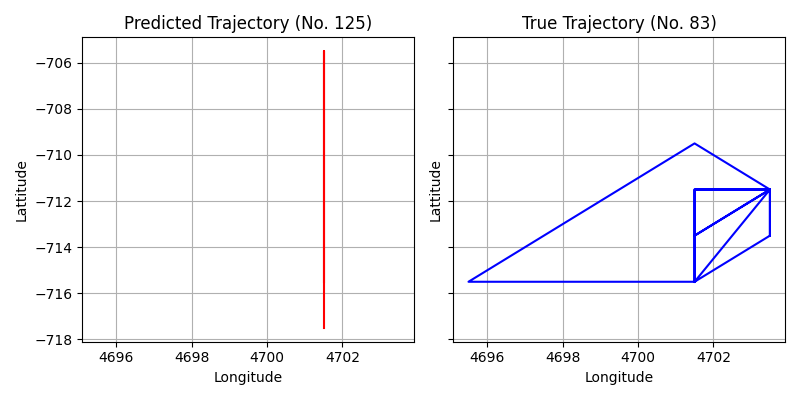 Predicted Trajectory (No. 125)
True Trajectory (No. 83)
Lattitude
−706
−708
−710
−712
−714
−716
−718
4696
4698
4700
4702
Longitude
Lattitude
4696
4698
4700
4702
Longitude